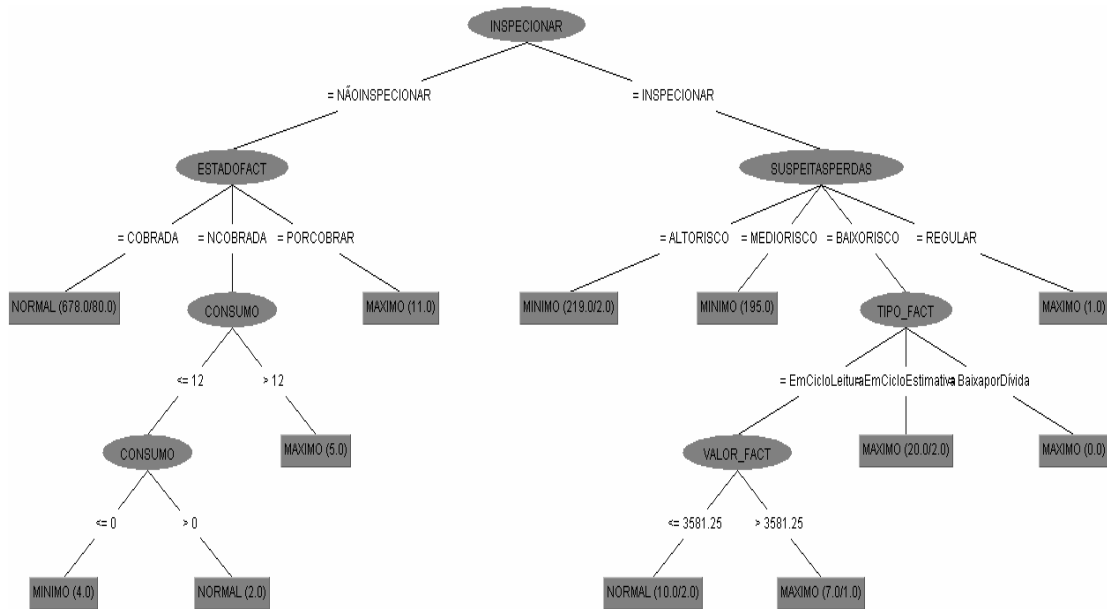 INSPECIONAR
= NÃOINSPECIONAR
= INSPECIONAR
ESTADOFACT
SUSPEITASPERDAS
= COBRADA
= NCOBRADA
= PORCOBRAR
= ALTORISCO
= MEDIORISCO
= BAIXORISCO
= REGULAR
NORMAL (678.0/80.0)
CONSUMO
MAXIMO (11.0)
MINIMO (219.0/2.0)
MINIMO (195.0)
TIPO_FACT
MAXIMO (1.0)
<= 12
> 12
= EmCicloLeitura
EmCicloEstimativa
BaixaporDívida
CONSUMO
MAXIMO (5.0)
VALOR_FACT
MAXIMO (20.0/2.0)
MAXIMO (0.0)
<= 0
> 0
<= 3581.25
> 3581.25
MINIMO (4.0)
NORMAL (2.0)
NORMAL (10.0/2.0)
MAXIMO (7.0/1.0)